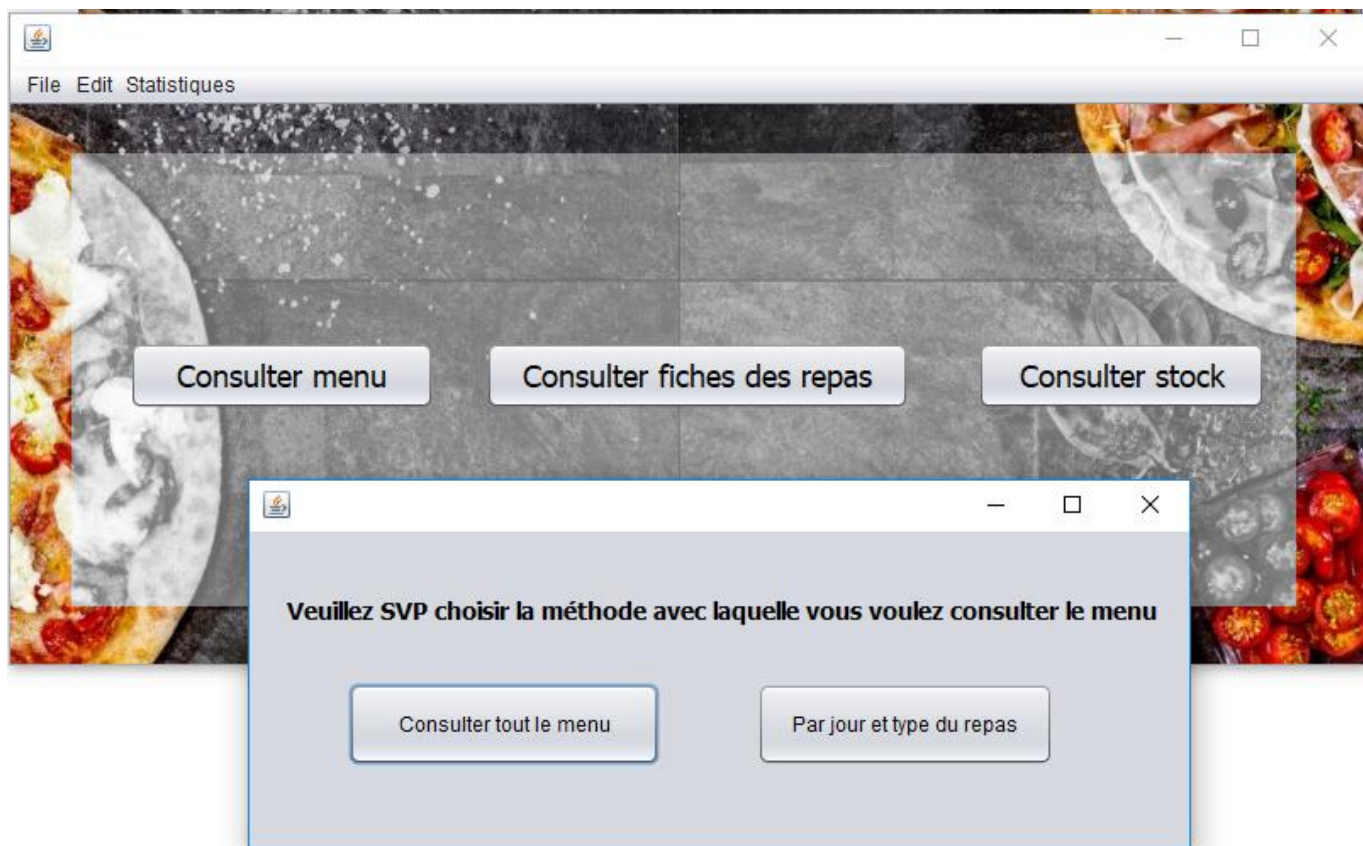 File Edit Statistiques
Consulter menu Consulter fiches des repas Consulter stock
Veuillez SVP choisir la méthode avec laquelle vous voulez consulter le menu
Consulter tout le menu Par jour et type du repas